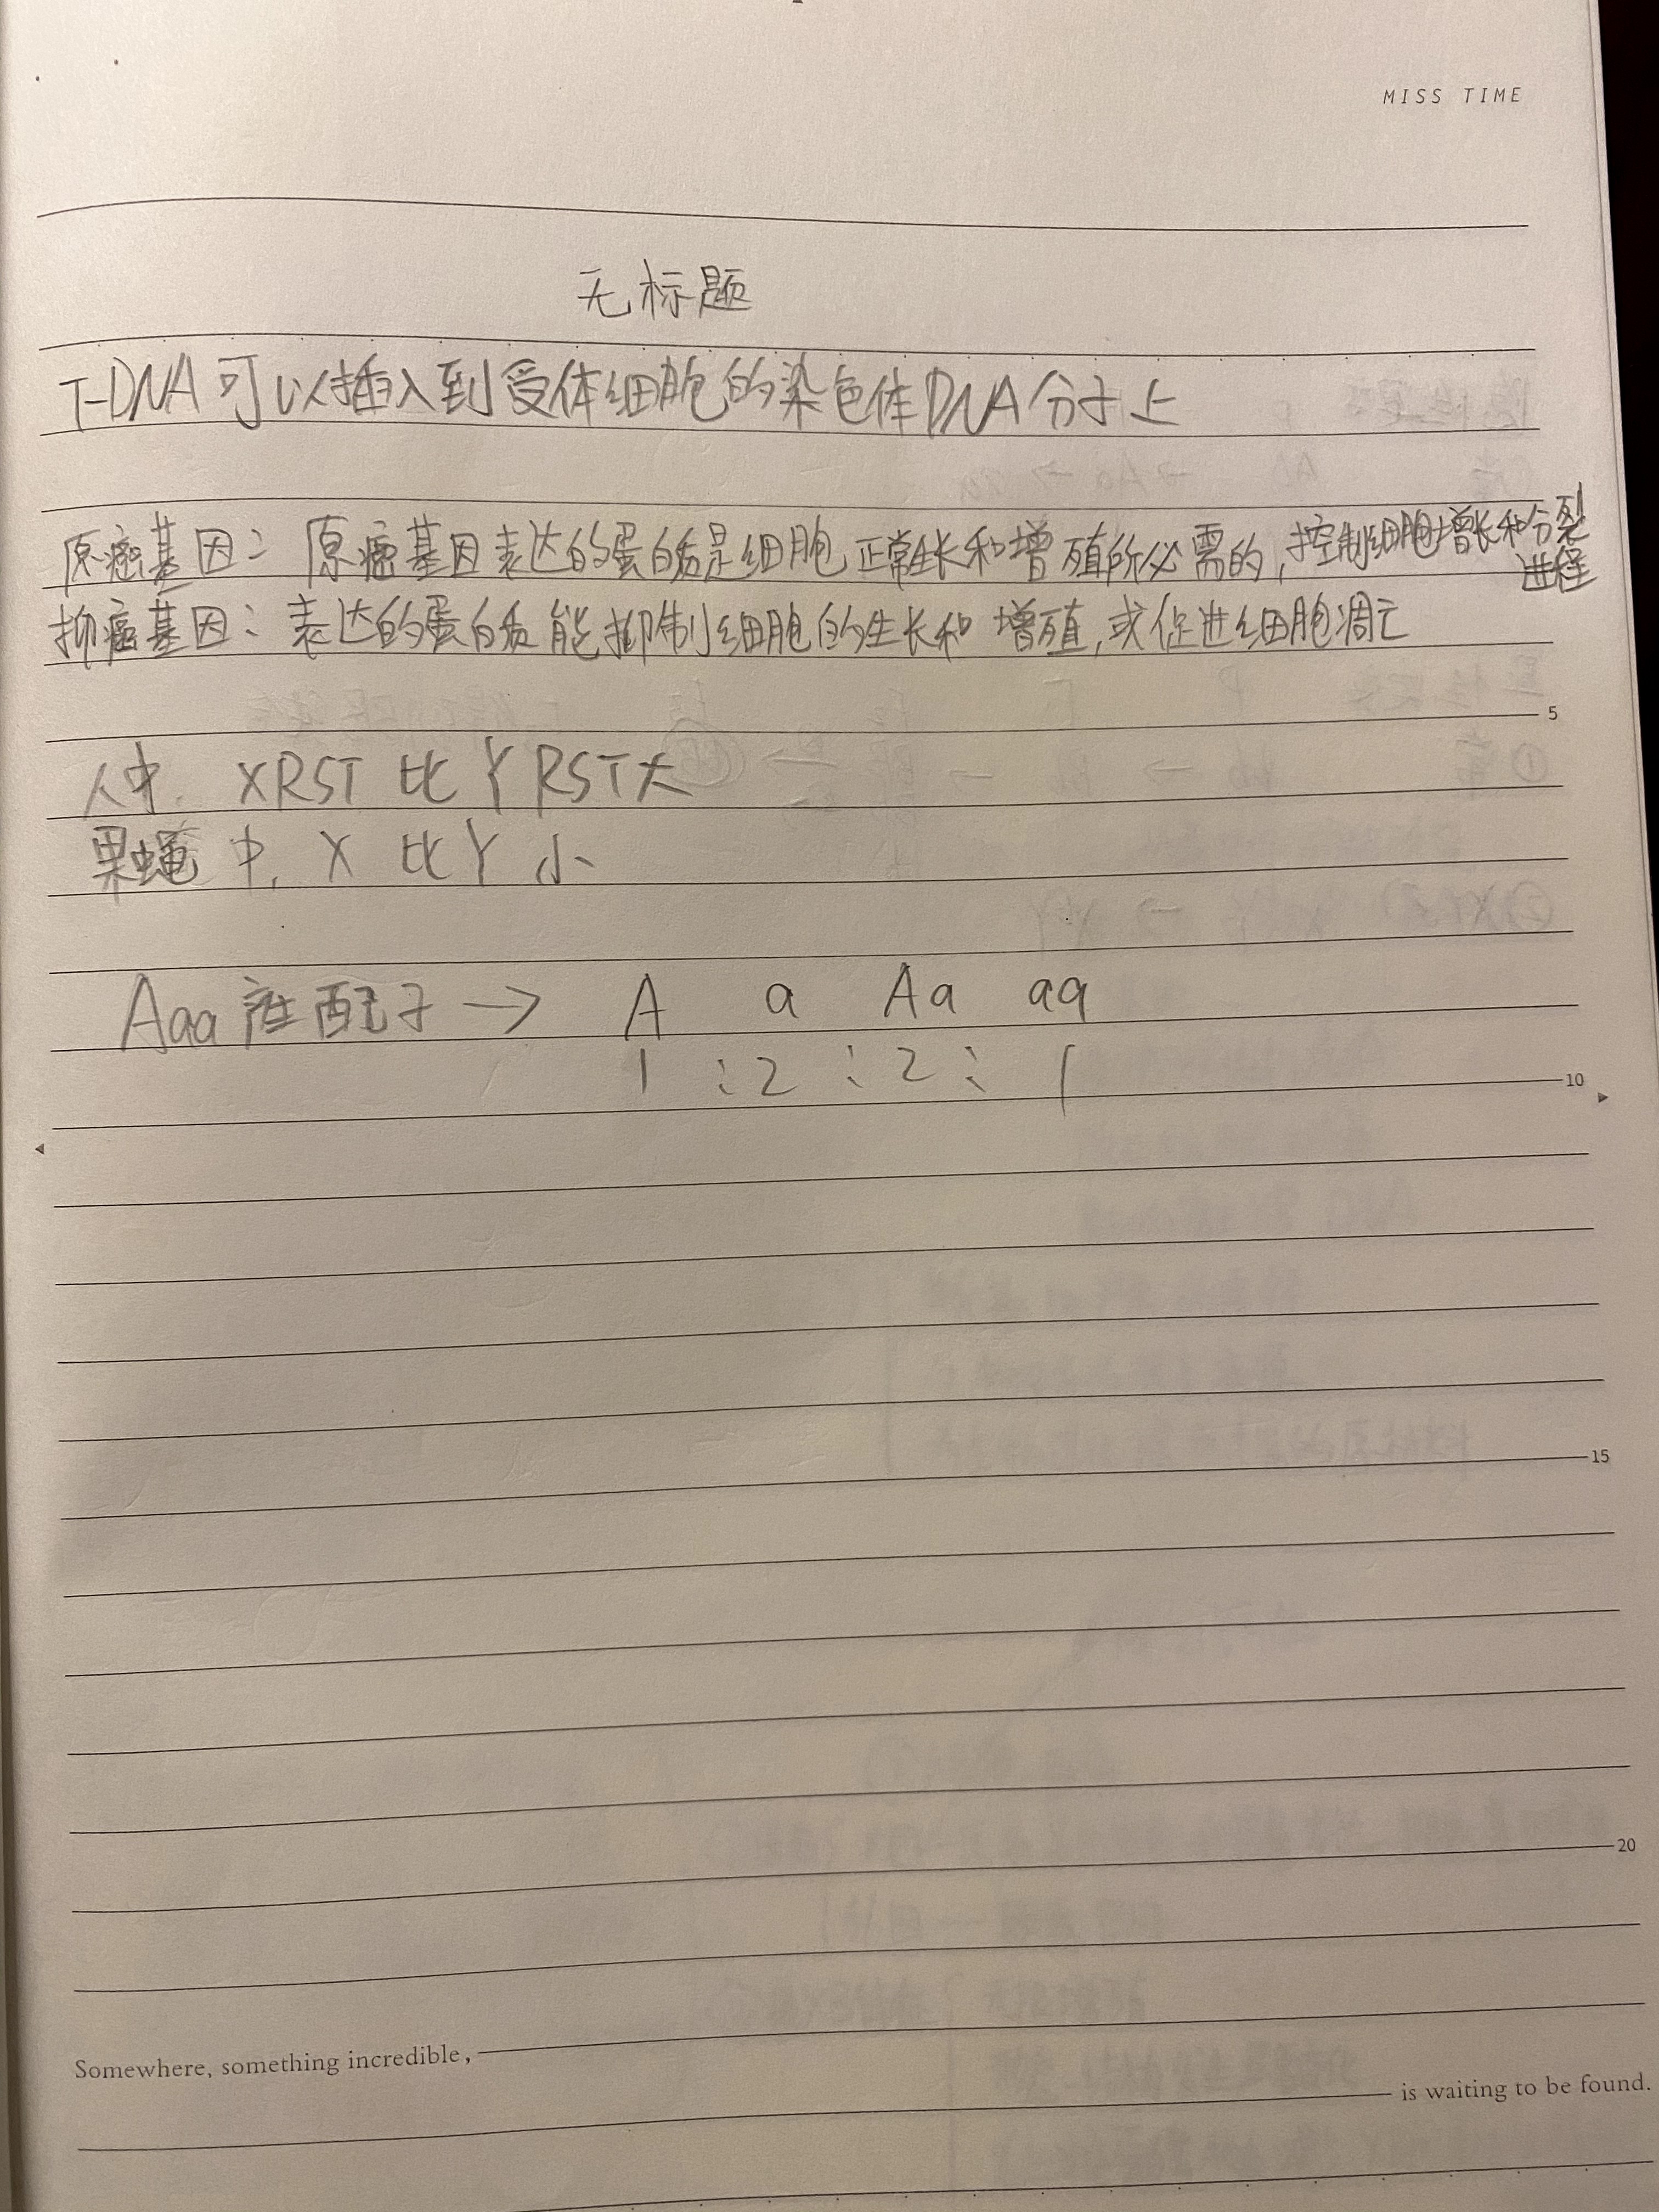 MISS TIME
无标题
T-DNA可以插入到受体细胞的染色体DNA分子上
原癌基因：原癌基因表达的蛋白质是细胞正常生长和增殖所必需的，控制细胞增长和分裂进程
抑癌基因：表达的蛋白质能抑制细胞的生长和增殖，或促进细胞凋亡
5
人中. XRST比YRST大
果蝇中, X比Y小
Aaa 产配子 → A a Aa aa
1 : 2 : 2 : 1
10
15
20
Somewhere, something incredible, is waiting to be found.